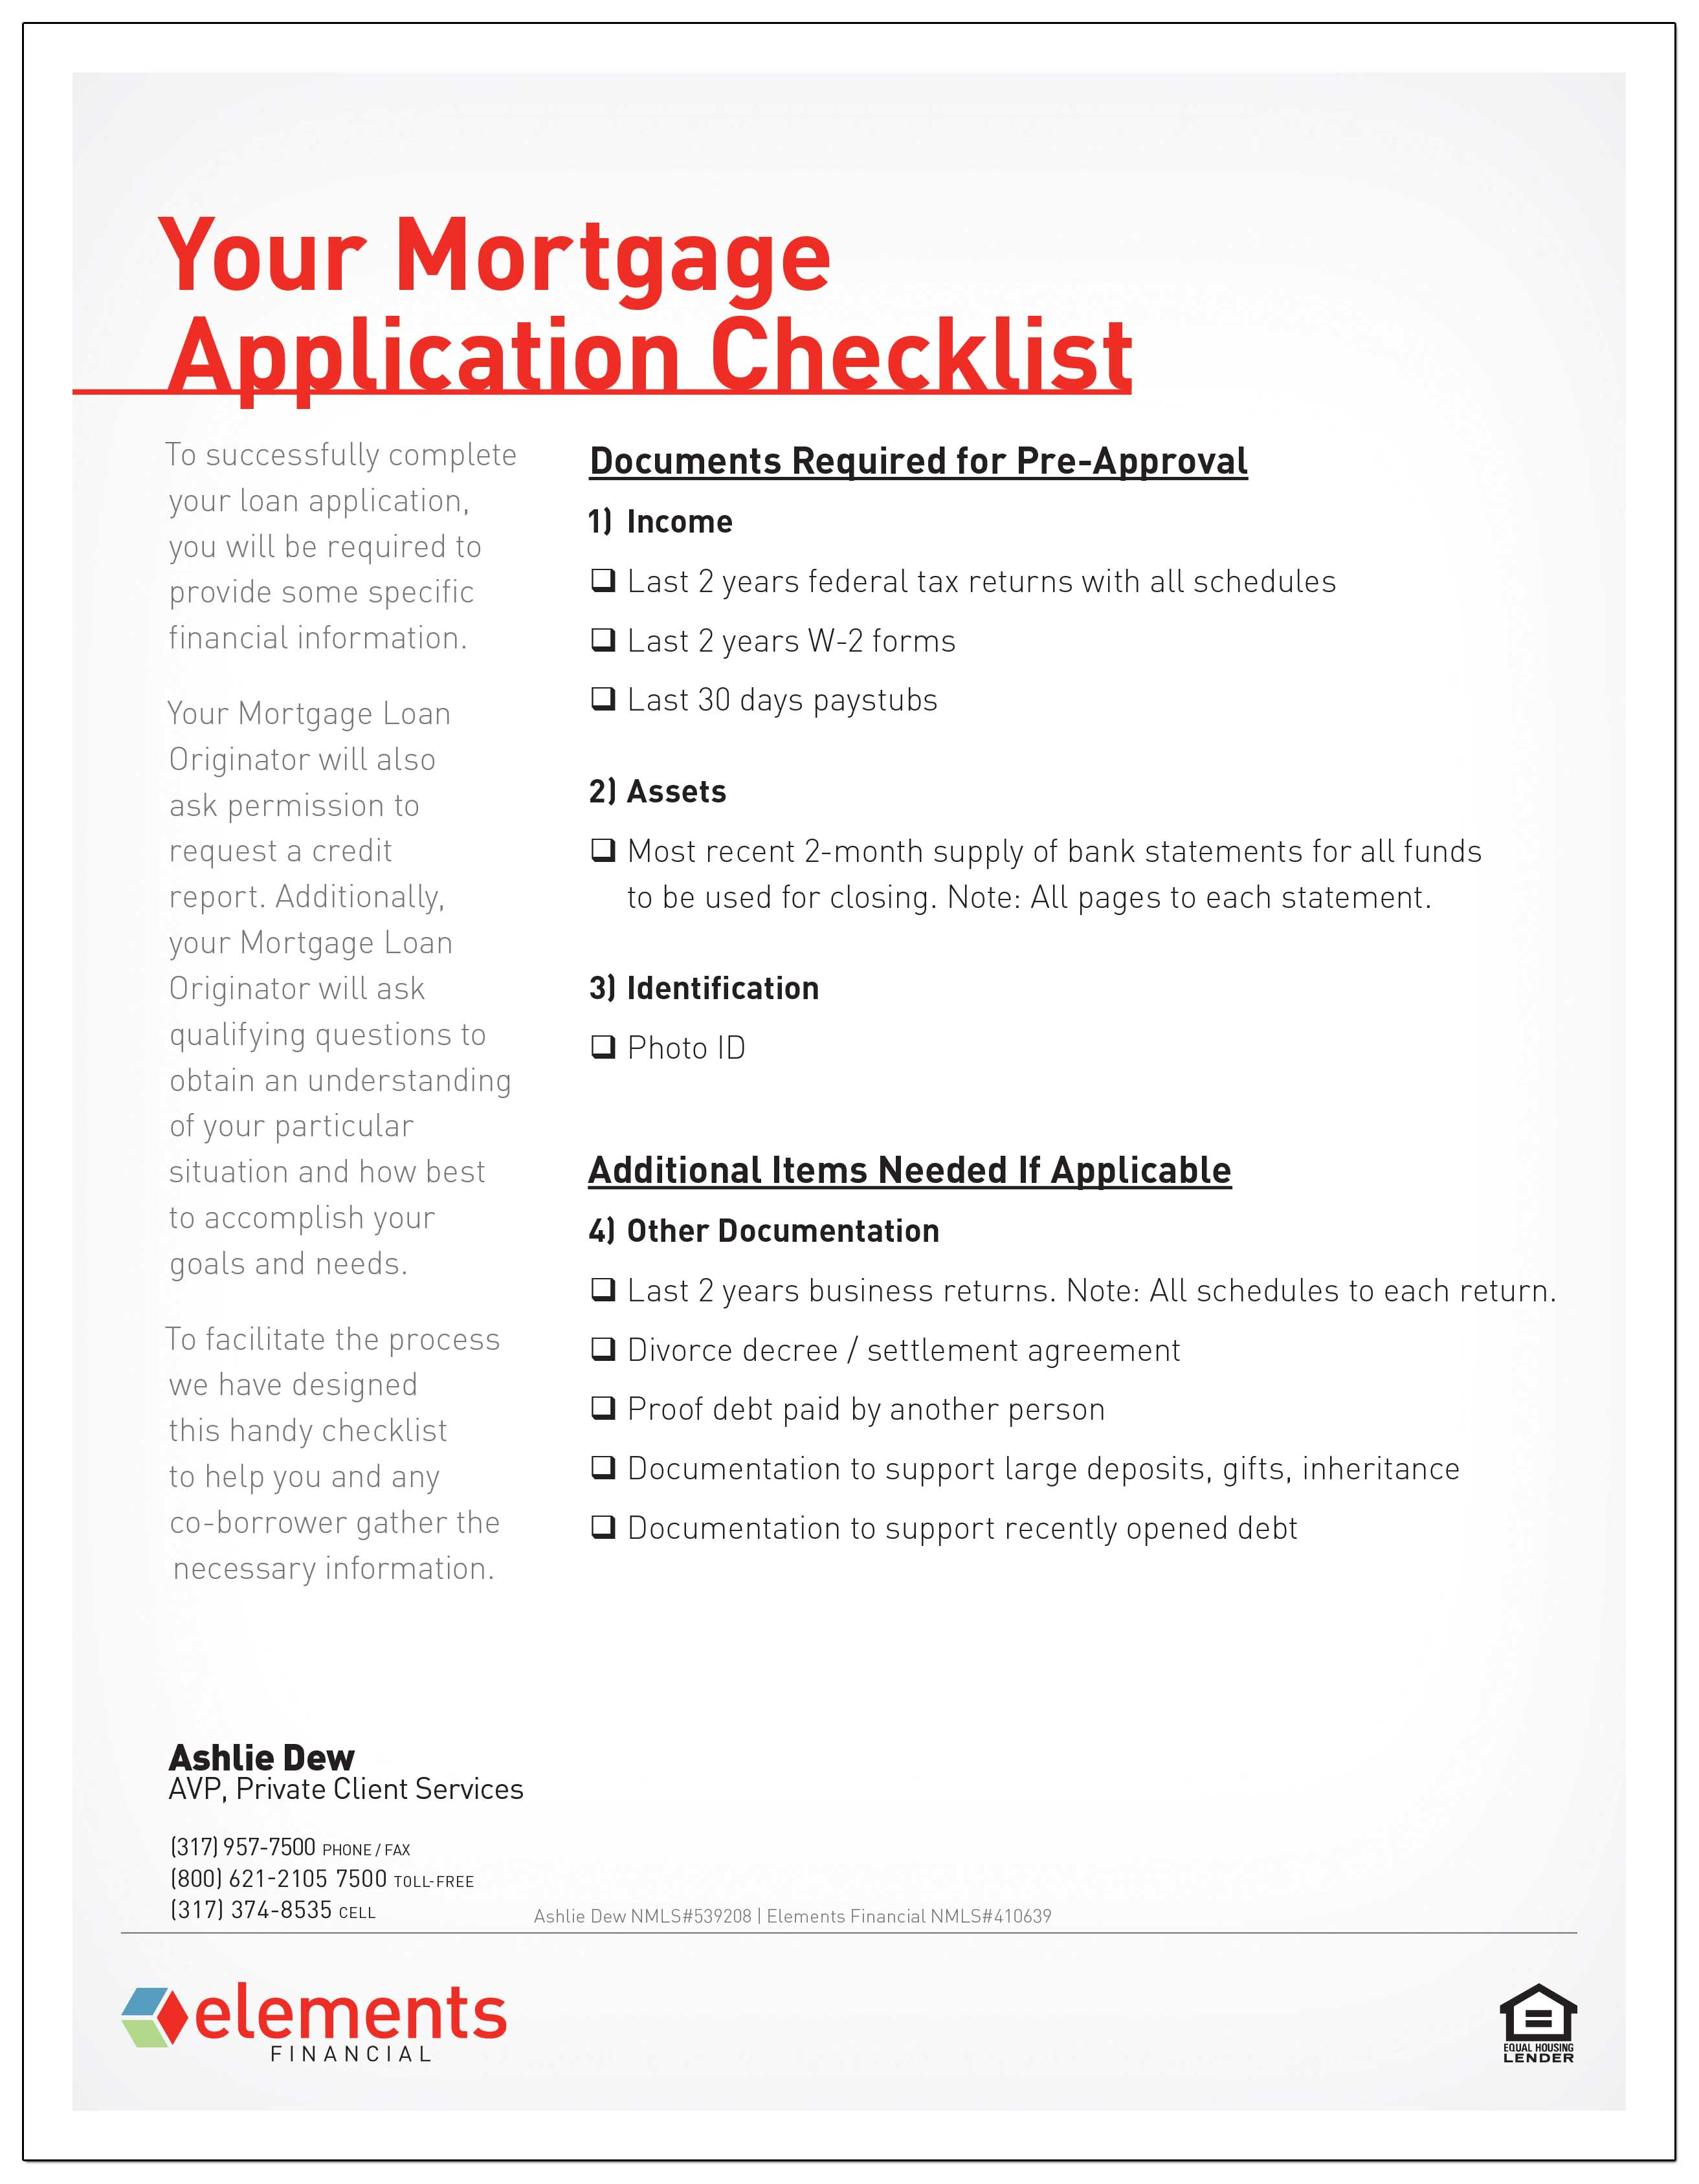 Your Mortgage
Application Checklist
To successfully complete
your loan application,
you will be required to
provide some specific
financial information.
Your Mortgage Loan
Originator will also
ask permission to
request a credit
report. Additionally,
your Mortgage Loan
Originator will ask
qualifying questions to
obtain an understanding
of your particular
situation and how best
to accomplish your
goals and needs.
To facilitate the process
we have designed
this handy checklist
to help you and any
co-borrower gather the
necessary information.
Documents Required for Pre-Approval
1) Income
❑ Last 2 years federal tax returns with all schedules
❑ Last 2 years W-2 forms
❑ Last 30 days paystubs
2) Assets
❑ Most recent 2-month supply of bank statements for all funds
to be used for closing. Note: All pages to each statement.
3) Identification
❑ Photo ID
Additional Items Needed If Applicable
4) Other Documentation
❑ Last 2 years business returns. Note: All schedules to each return.
❑ Divorce decree / settlement agreement
❑ Proof debt paid by another person
❑ Documentation to support large deposits, gifts, inheritance
❑ Documentation to support recently opened debt
Ashlie Dew
AVP, Private Client Services
(317) 957-7500 PHONE / FAX
(800) 621-2105 7500 TOLL-FREE
(317) 374-8535 CELL
Ashlie Dew NMLS#539208 | Elements Financial NMLS#410639
elements
FINANCIAL
EQUAL HOUSING
LENDER